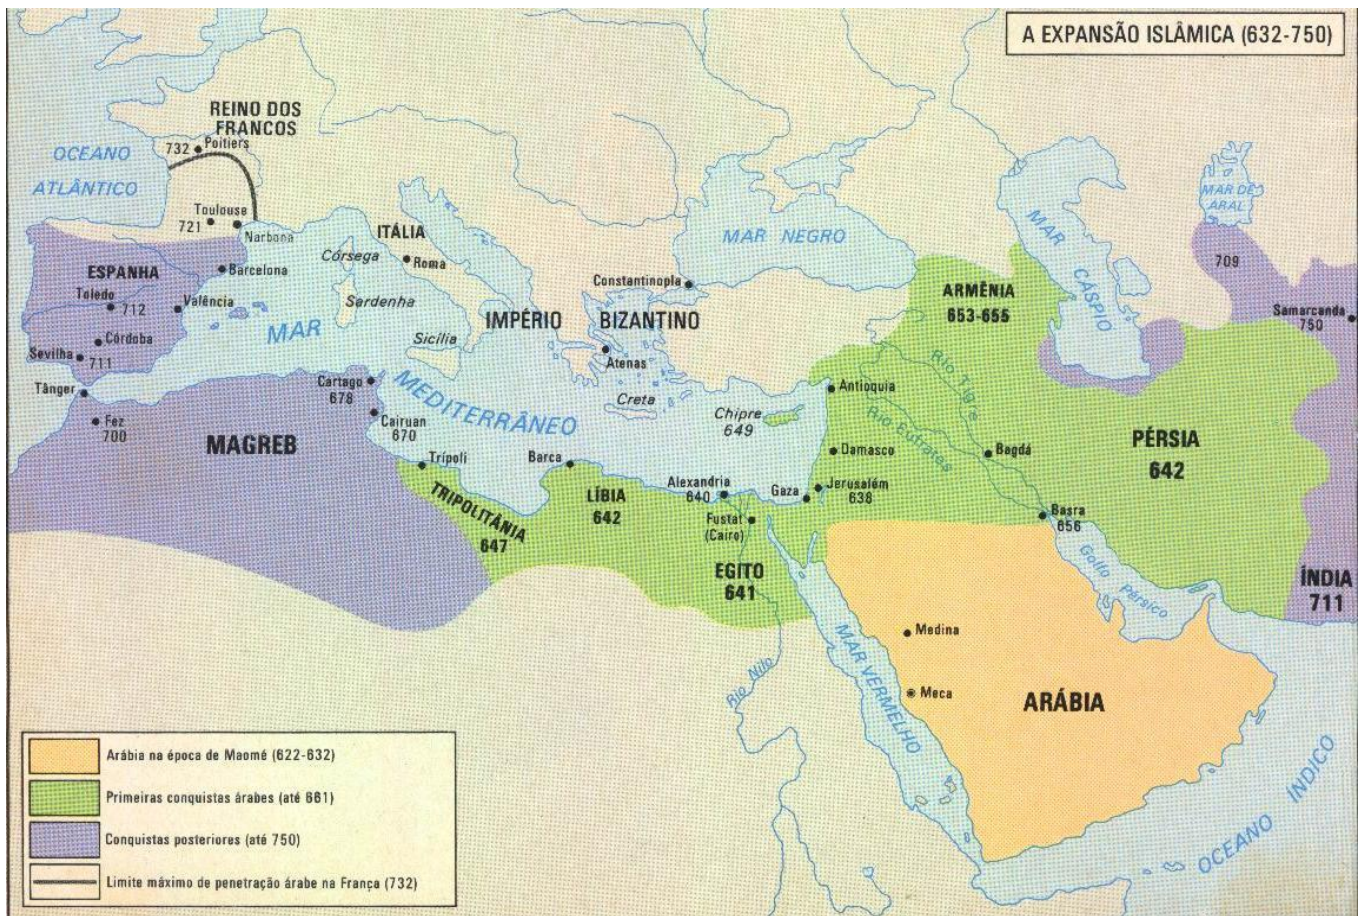 A EXPANSÃO ISLÂMICA (632-750)
REINO DOS
FRANCOS
732 Poitiers
OCEANO
ATLÂNTICO
Toulouse
721
Narbona
ITÁLIA
Córsega
Roma
MAR NEGRO
MAR
CÁSPIO
MAR DE
ARAL
709
ESPANHA
Barcelona
Toledo
712
Valência
Sardenha
Constantinopla
ARMÊNIA
653-655
Samarcanda
750
MAR
MEDITERRÂNEO
IMPÉRIO BIZANTINO
Córdoba
Sevilha
711
Sicília
Atenas
Rio Tigre
Tânger
Cartago
678
Creta
Antioquia
Fez
700
Cairuan
670
Chipre
649
Rio Eufrates
MAGREB
Trípoli
Barca
Damasco
Bagdá
PÉRSIA
642
TRIPOLITÂNIA
647
LÍBIA
642
Alexandria
640
Gaza
Jerusalém
638
Fustat
(Cairo)
Basra
656
EGITO
641
Golfo Pérsico
ÍNDIA
711
Medina
Rio Nilo
MAR VERMELHO
Meca
ARÁBIA
OCEANO ÍNDICO
Arábia na época de Maomé (622-632)
Primeiras conquistas árabes (até 661)
Conquistas posteriores (até 750)
Limite máximo de penetração árabe na França (732)